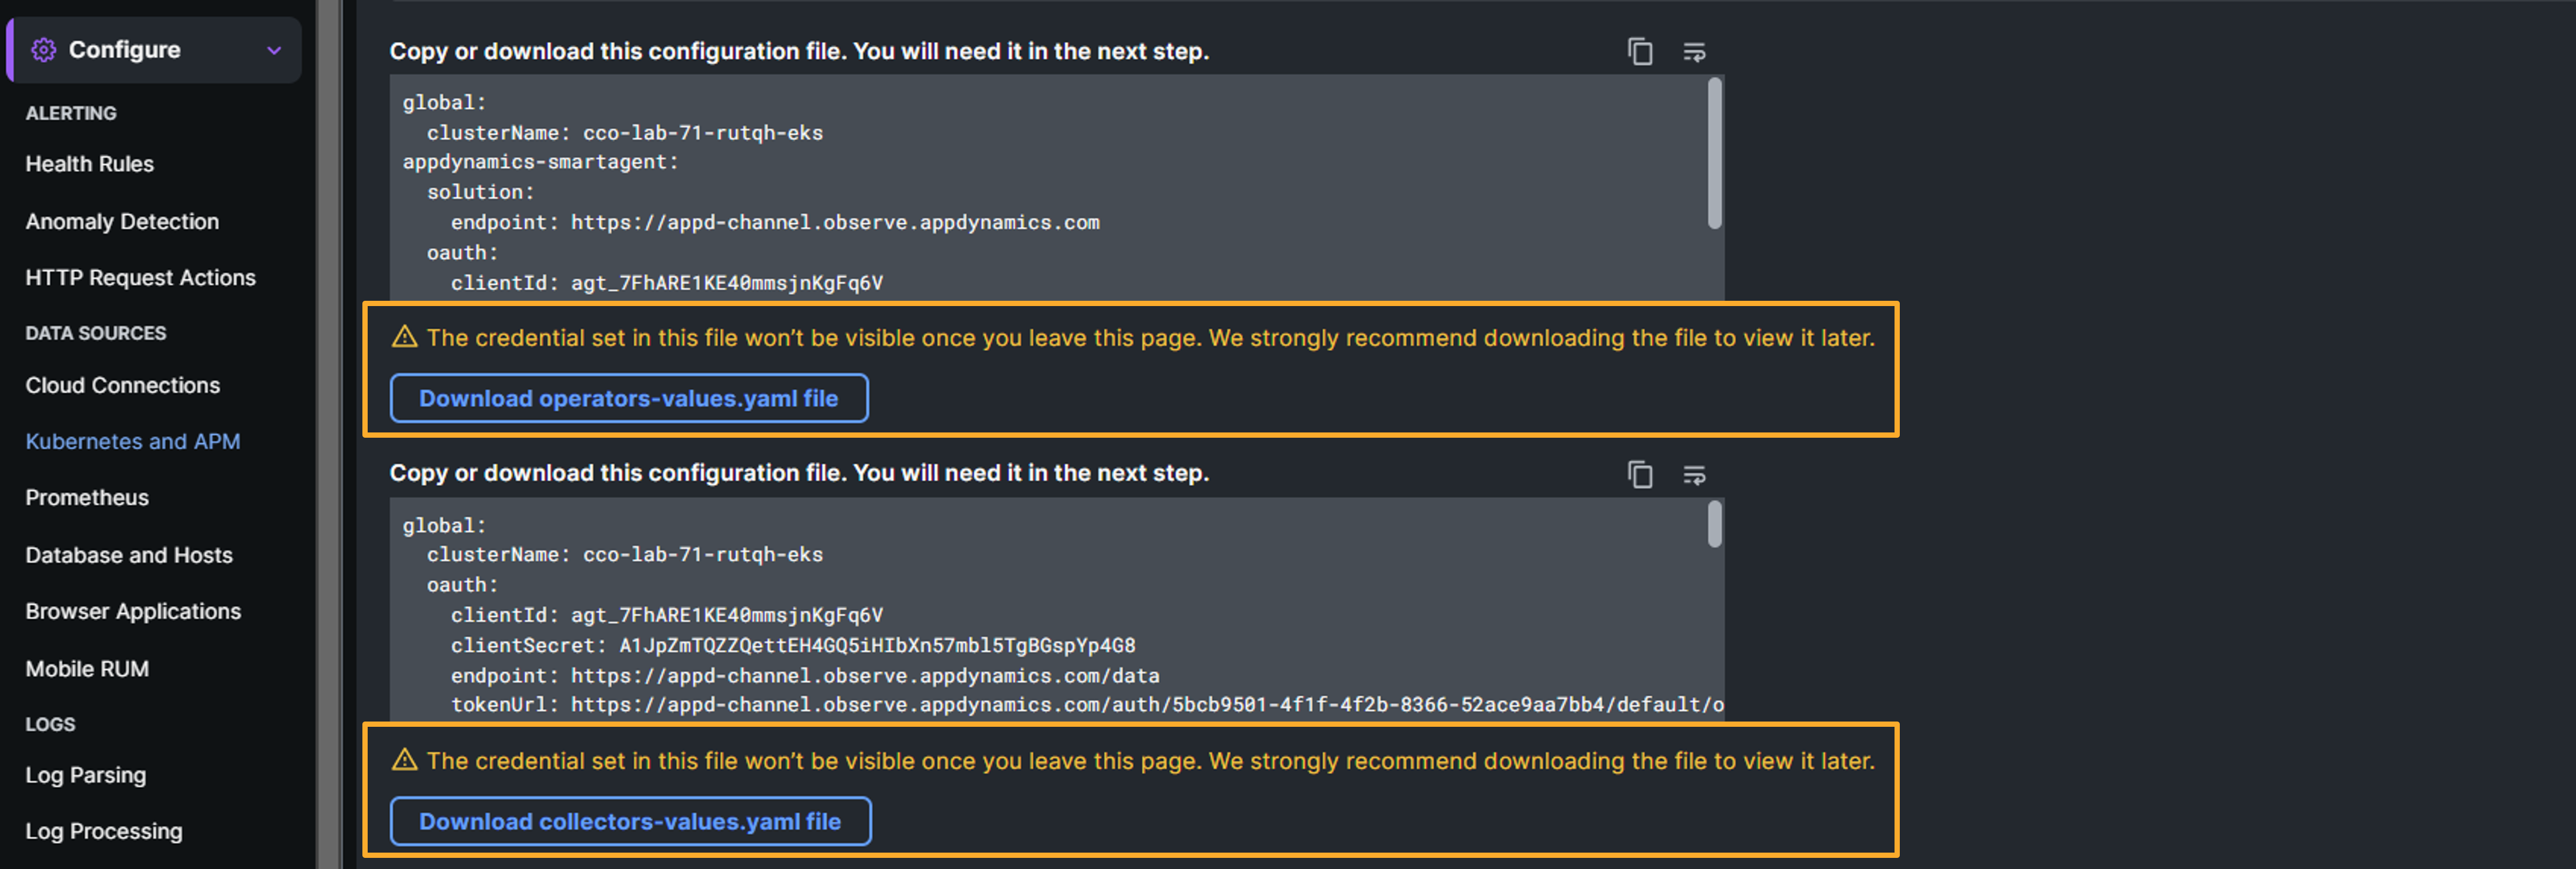 Configure
ALERTING
Health Rules
Anomaly Detection
HTTP Request Actions
DATA SOURCES
Cloud Connections
Kubernetes and APM
Prometheus
Database and Hosts
Browser Applications
Mobile RUM
LOGS
Log Parsing
Log Processing
Copy or download this configuration file. You will need it in the next step.
global:
clusterName: cco-lab-71-rutqh-eks
appdynamics-smartagent:
solution:
endpoint: https://appd-channel.observe.appdynamics.com
oauth:
clientId: agt_7FhARE1KE40mmsjnKgFq6V
The credential set in this file won’t be visible once you leave this page. We strongly recommend downloading the file to view it later.
Download operators-values.yaml file
Copy or download this configuration file. You will need it in the next step.
global:
clusterName: cco-lab-71-rutqh-eks
oauth:
clientId: agt_7FhARE1KE40mmsjnKgFq6V
clientSecret: A1JpZmTQZZQettEH4GQ5iHIbXn57mbl5TgBGspYp4G8
endpoint: https://appd-channel.observe.appdynamics.com/data
tokenUrl: https://appd-channel.observe.appdynamics.com/auth/5bcb9501-4f1f-4f2b-8366-52ace9aa7bb4/default/o
The credential set in this file won’t be visible once you leave this page. We strongly recommend downloading the file to view it later.
Download collectors-values.yaml file